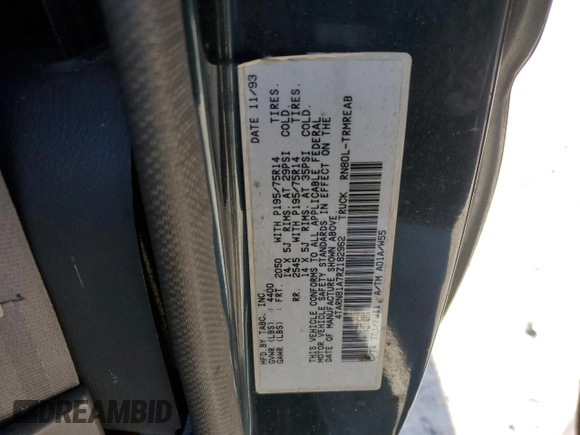 MFD BY TABC, INC. DATE 11/93
GVWR (LBS) : 4400
GAWR (LBS) : FRT. 2050 WITH P195/75R14 TIRES.
14 X 5J RIMS. AT 29PSI COLD.
RR. 2545 WITH P195/75R14 TIRES.
14 X 5J RIMS. AT 35PSI COLD.
THIS VEHICLE CONFORMS TO ALL APPLICABLE FEDERAL
MOTOR VEHICLE SAFETY STANDARDS IN EFFECT ON THE
DATE OF MANUFACTURE SHOWN ABOVE.
4TARN81A7RZ182962 TRUCK RN80L-TRMREAB
A/TM A01A/W55
DREAMBID